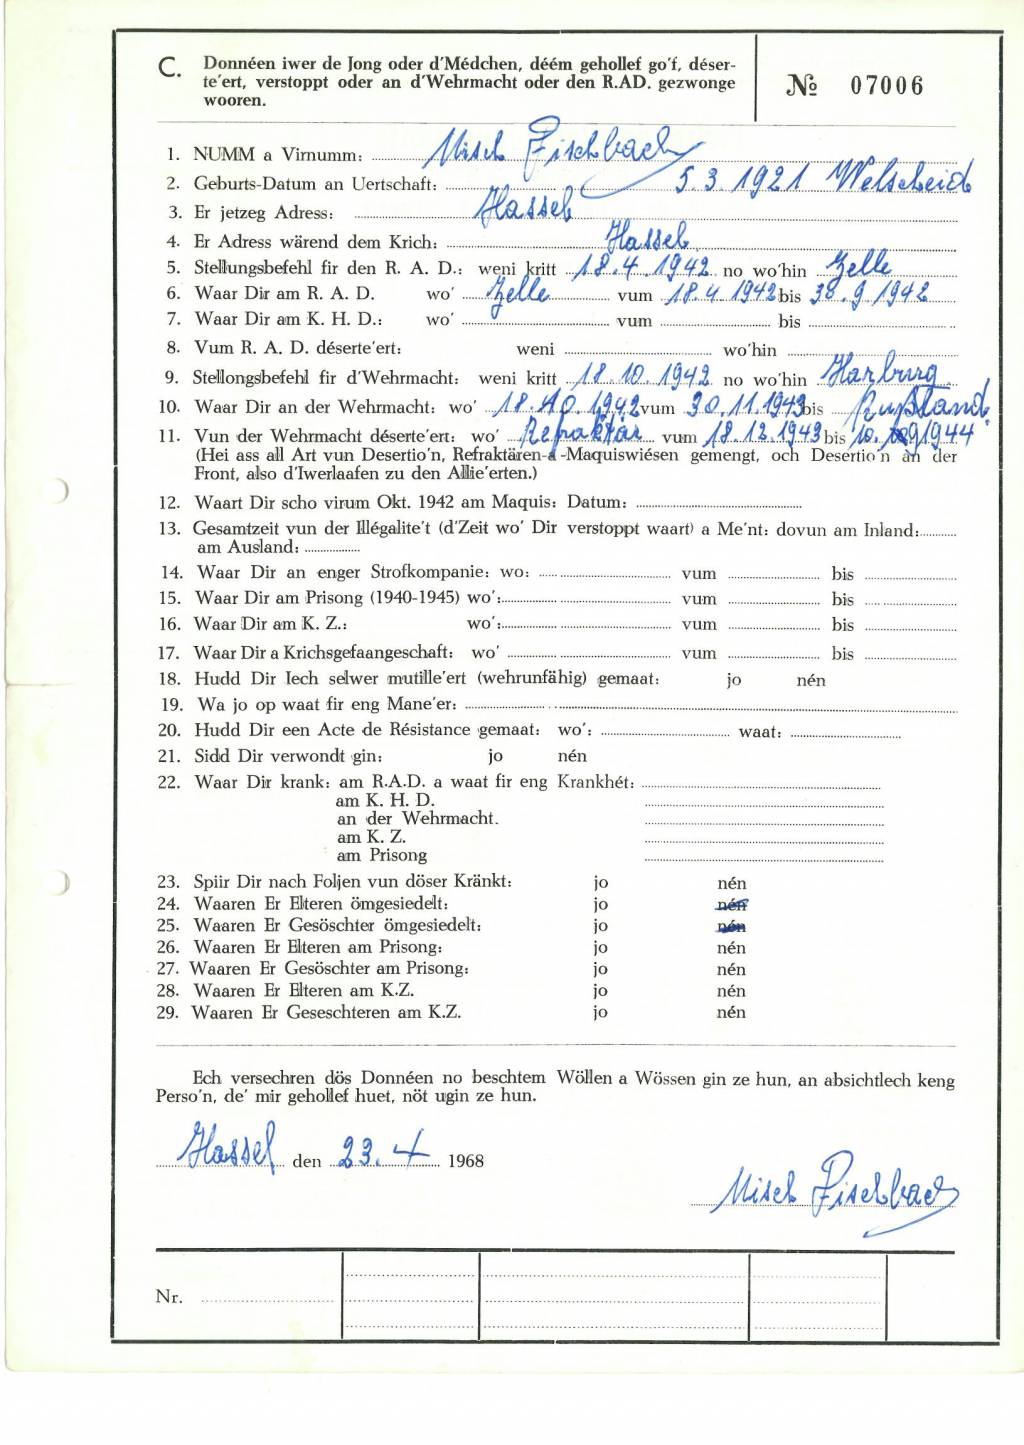 C. Donnéen iwer de Jong oder d'Médchen, déém gehollef go'f, déser-
te'ert, verstoppt oder an d'Wehrmacht oder den R.AD. gezwonge
wooren.
№ 07006
1. NUMM a Virnumm: Misch Fischbach
2. Geburts-Datum an Uertschaft: 5.3.1921 Welscheid
3. Er jetzeg Adress: Hassel
4. Er Adress wärend dem Krich: Hassel
5. Stellungsbefehl fir den R. A. D.: weni kritt 18.4.1942 no wo'hin Zelle
6. Waar Dir am R. A. D. wo' Zelle vum 18.4 1942 bis 38.9.1942
7. Waar Dir am K. H. D.: wo' vum bis
8. Vum R. A. D. déserte'ert: weni wo'hin
9. Stellongsbefehl fir d'Wehrmacht: weni kritt 18.10.1942 no wo'hin Harburg
10. Waar Dir an der Wehrmacht: wo' 18.10.1942 vum 30.11.1943 bis Rußland
11. Vun der Wehrmacht déserte'ert: wo' Refraktär vum 18.12.1943 bis 10. 9 1944
(Hei ass all Art vun Desertio'n, Refraktären-a -Maquiswiésen gemengt, och Desertio'n an der
Front, also d'Iwerlaafen zu den Allie'erten.)
12. Waart Dir scho virum Okt. 1942 am Maquis: Datum:
13. Gesamtzeit vun der Illégalite't (d'Zeit wo' Dir verstoppt waart) a Me'nt: dovun am Inland:
am Ausland:
14. Waar Dir an enger Strofkompanie: wo: vum bis
15. Waar Dir am Prisong (1940-1945) wo': vum bis
16. Waar Dir am K. Z.: wo': vum bis
17. Waar Dir a Krichsgefaangeschaft: wo' vum bis
18. Hudd Dir Iech selwer mutille'ert (wehrunfähig) gemaat: jo nén
19. Wa jo op waat fir eng Mane'er:
20. Hudd Dir een Acte de Résistance gemaat: wo': waat:
21. Sidd Dir verwondt gin: jo nén
22. Waar Dir krank: am R.A.D. a waat fir eng Krankhét:
am K. H. D.
an der Wehrmacht.
am K. Z.
am Prisong
23. Spiir Dir nach Foljen vun döser Kränkt: jo nén
24. Waaren Er Elteren ömgesiedelt: jo nén
25. Waaren Er Gesöschter ömgesiedelt: jo nén
26. Waaren Er Elteren am Prisong: jo nén
27. Waaren Er Gesöschter am Prisong: jo nén
28. Waaren Er Elteren am K.Z. jo nén
29. Waaren Er Geseschteren am K.Z. jo nén
Ech versechren dös Donnéen no beschtem Wöllen a Wössen gin ze hun, an absichtlech keng
Perso'n, de' mir gehollef huet, nöt ugin ze hun.
Hassel den 23.4 1968
Misch Fischbach
Nr.